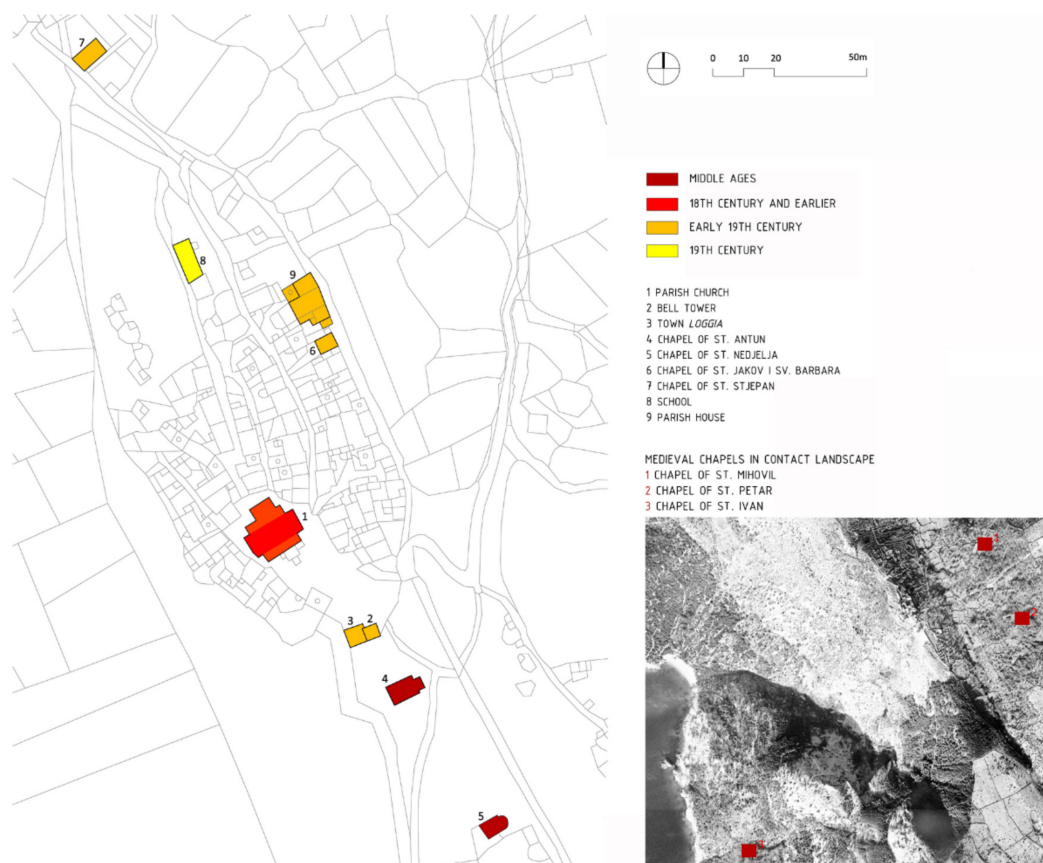 7
8
9
6
1
3 2
4
5
0 10 20 50m
MIDDLE AGES
18TH CENTURY AND EARLIER
EARLY 19TH CENTURY
19TH CENTURY
1 PARISH CHURCH
2 BELL TOWER
3 TOWN LOGGIA
4 CHAPEL OF ST. ANTUN
5 CHAPEL OF ST. NEDJELJA
6 CHAPEL OF ST. JAKOV I SV. BARBARA
7 CHAPEL OF ST. STJEPAN
8 SCHOOL
9 PARISH HOUSE
MEDIEVAL CHAPELS IN CONTACT LANDSCAPE
1 CHAPEL OF ST. MIHOVIL
2 CHAPEL OF ST. PETAR
3 CHAPEL OF ST. IVAN
1
2